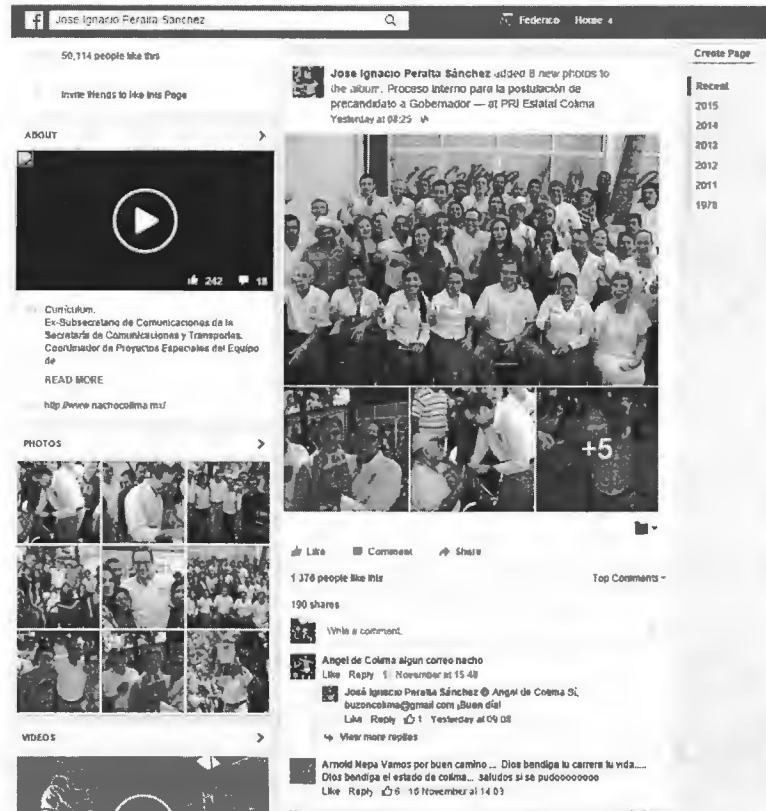 f Jose Ignacio Peralta Sánchez Federico Home 4
50,114 people like this
Invite friends to like this Page
ABOUT
242 18
Curriculum.
Ex-Subsecretario de Comunicaciones de la
Secretaría de Comunicaciones y Transportes.
Coordinador de Proyectos Especiales del Equipo
de
READ MORE
http://www.nachocolima.mx/
PHOTOS
VIDEOS
Jose Ignacio Peralta Sánchez added 8 new photos to
the album: Proceso interno para la postulación de
precandidato a Gobernador — at PRI Estatal Colima
Yesterday at 08:25
+5
Like Comment Share
1 376 people like this Top Comments
190 shares
Write a comment.
Angel de Colima algun correo nacho
Like Reply 1 November at 15 48
José Ignacio Peralta Sánchez Angel de Colima Sí,
buzoncolima@gmail.com ¡Buen día!
Like Reply 1 Yesterday at 09 08
View more replies
Arnold Nepa Vamos por buen camino ... Dios bendiga tu carrera tu vida.....
Dios bendiga el estado de colima... saludos si se pudooooooo
Like Reply 6 16 November at 14 03
Create Page
Recent
2015
2014
2013
2012
2011
1978